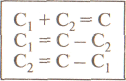 C₁ + C₂ = C
C₁ = C – C₂
C₂ = C – C₁